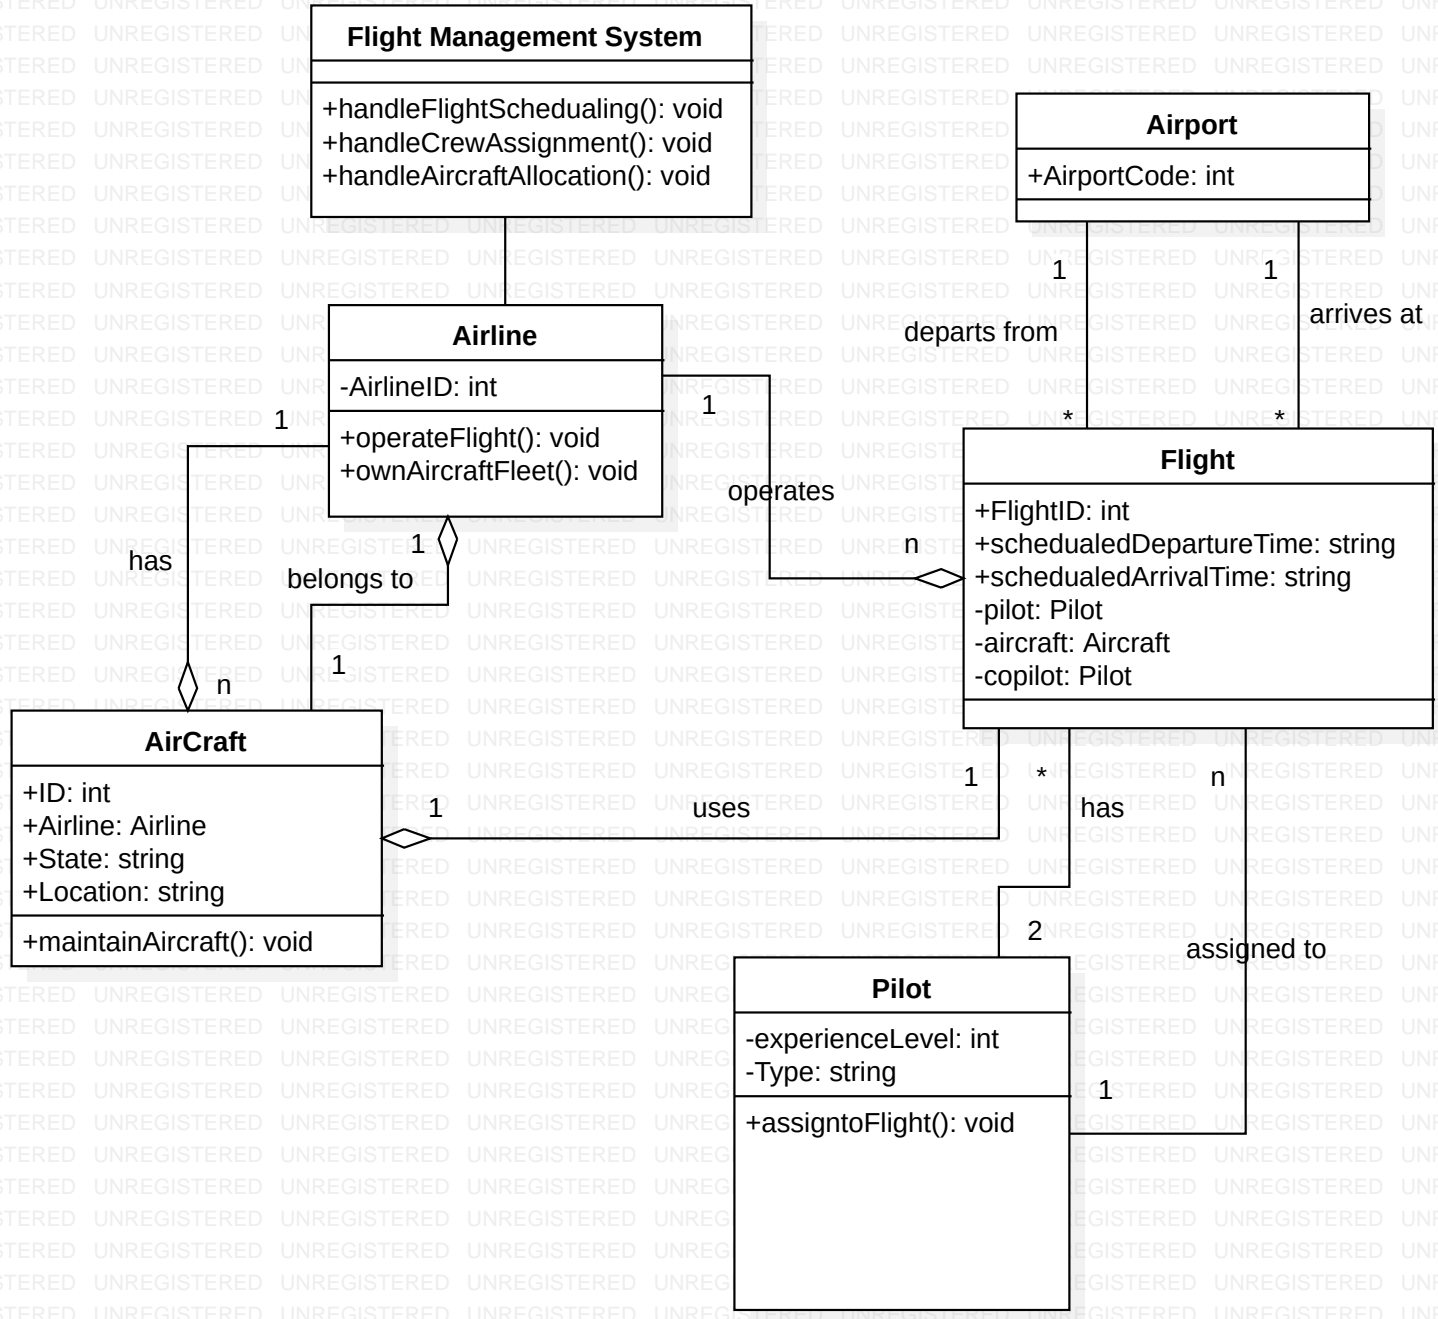 Flight Management System
+handleFlightSchedualing(): void
+handleCrewAssignment(): void
+handleAircraftAllocation(): void
Airport
+AirportCode: int
1
1
departs from
arrives at
*
*
Airline
-AirlineID: int
+operateFlight(): void
+ownAircraftFleet(): void
1
1
operates
n
has
1
belongs to
1
n
Flight
+FlightID: int
+schedualedDepartureTime: string
+schedualedArrivalTime: string
-pilot: Pilot
-aircraft: Aircraft
-copilot: Pilot
AirCraft
+ID: int
+Airline: Airline
+State: string
+Location: string
+maintainAircraft(): void
1
uses
1
*
has
n
2
assigned to
1
Pilot
-experienceLevel: int
-Type: string
+assigntoFlight(): void
UNREGISTERED